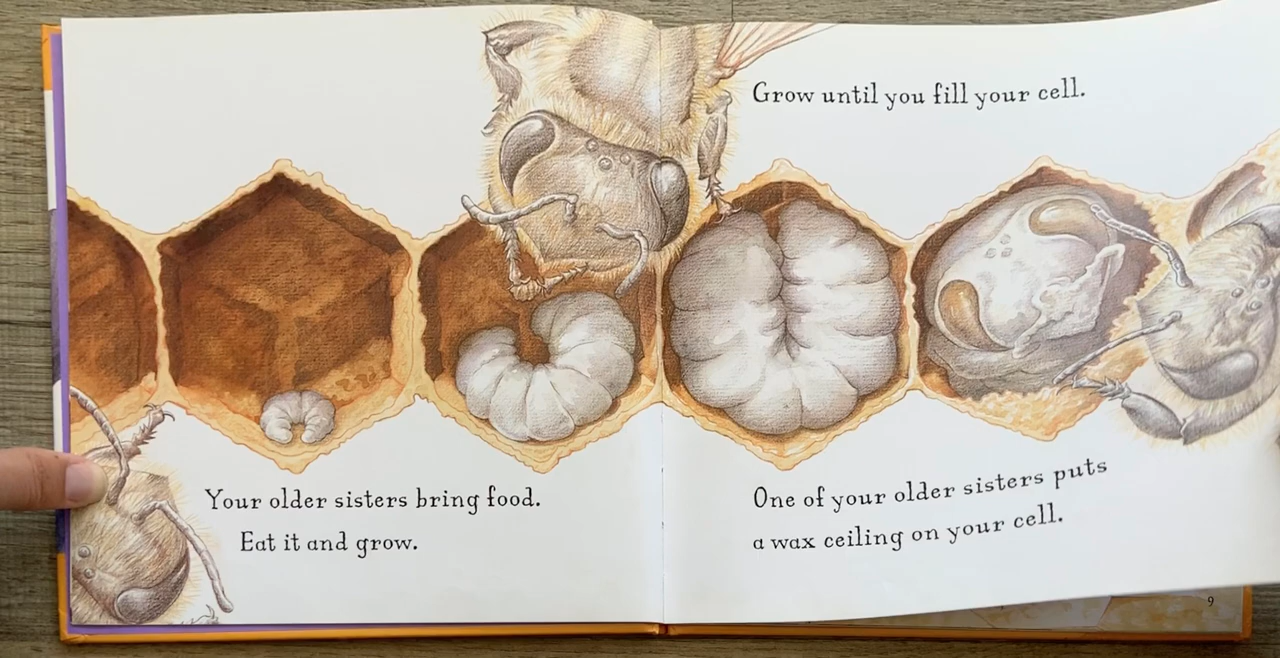 Your older sisters bring food.
Eat it and grow.
Grow until you fill your cell.
One of your older sisters puts
a wax ceiling on your cell.
9